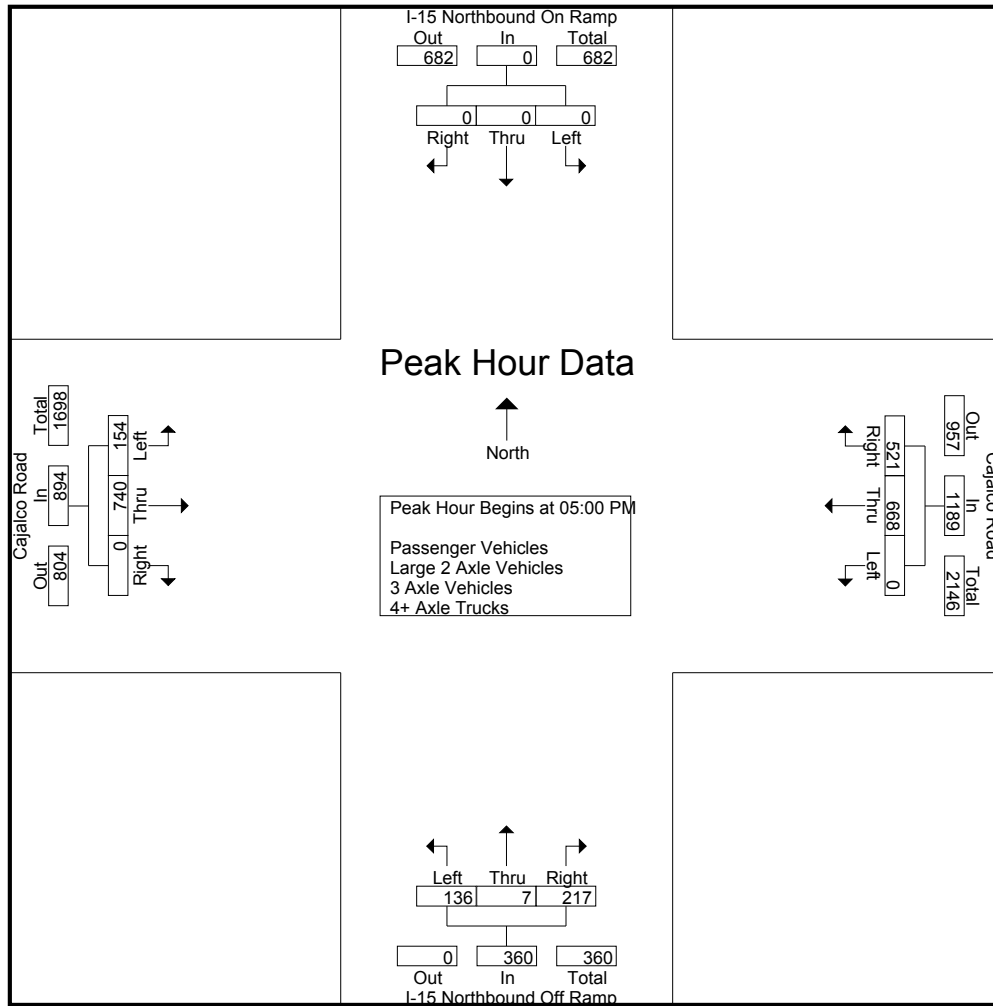 I-15 Northbound On Ramp
Out In Total
682 0 682
0 0 0
Right Thru Left
Peak Hour Data
North
Peak Hour Begins at 05:00 PM
Passenger Vehicles
Large 2 Axle Vehicles
3 Axle Vehicles
4+ Axle Trucks
Cajalco Road
Out In Total
804 894 1698
0 740 154
Right Thru Left
Cajalco Road
Out In Total
957 1189 2146
521 668 0
Right Thru Left
Left Thru Right
136 7 217
0 360 360
Out In Total
I-15 Northbound Off Ramp